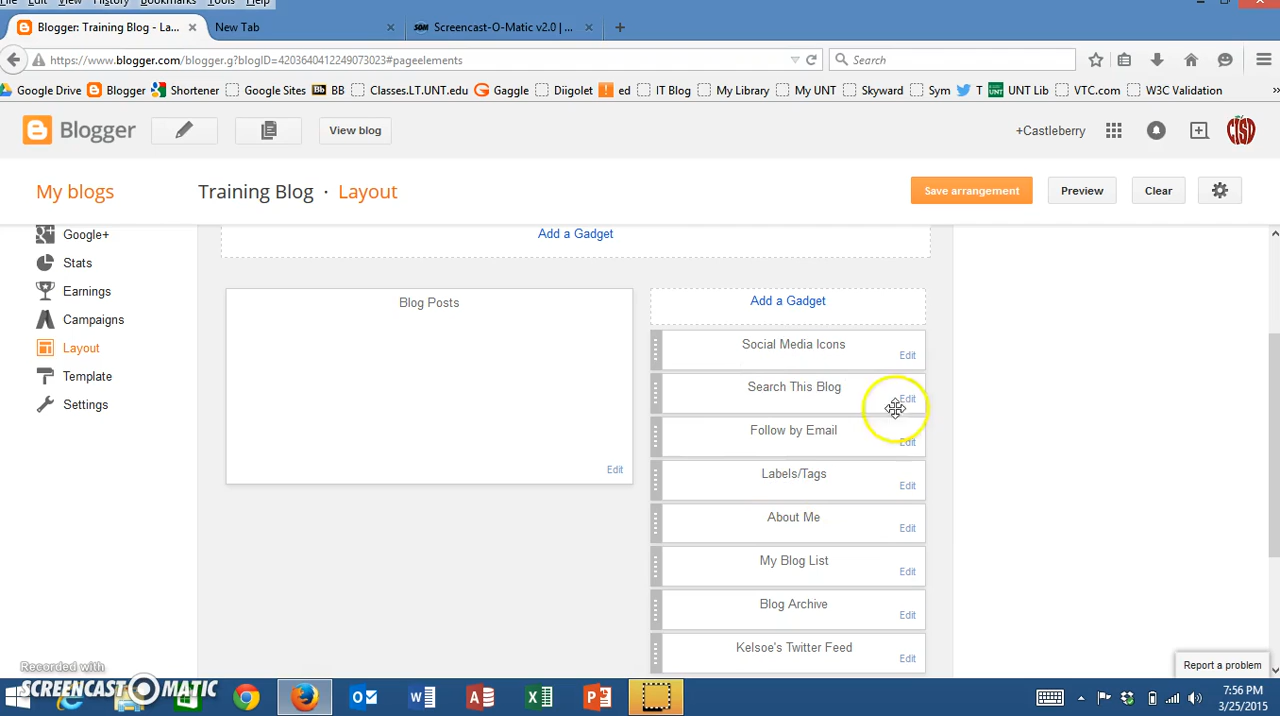 File Edit View History Bookmarks Tools Help
Blogger: Training Blog - La...
New Tab
SOM Screencast-O-Matic v2.0 | ...
https://www.blogger.com/blogger.g?blogID=4203640412249073023#pageelements
Search
Google Drive Blogger Shortener Google Sites BB Classes.LT.UNT.edu Gaggle Diigolet ed IT Blog My Library My UNT Skyward Sym T UNT Lib VTC.com W3C Validation
Blogger
View blog
+Castleberry
CISD
My blogs
Training Blog · Layout
Save arrangement
Preview
Clear
Google+
Stats
Earnings
Campaigns
Layout
Template
Settings
Add a Gadget
Blog Posts
Edit
Add a Gadget
Social Media Icons
Edit
Search This Blog
Edit
Follow by Email
Edit
Labels/Tags
Edit
About Me
Edit
My Blog List
Edit
Blog Archive
Edit
Kelsoe's Twitter Feed
Edit
Report a problem
Recorded with
SCREENCAST-O-MATIC
7:56 PM
3/25/2015